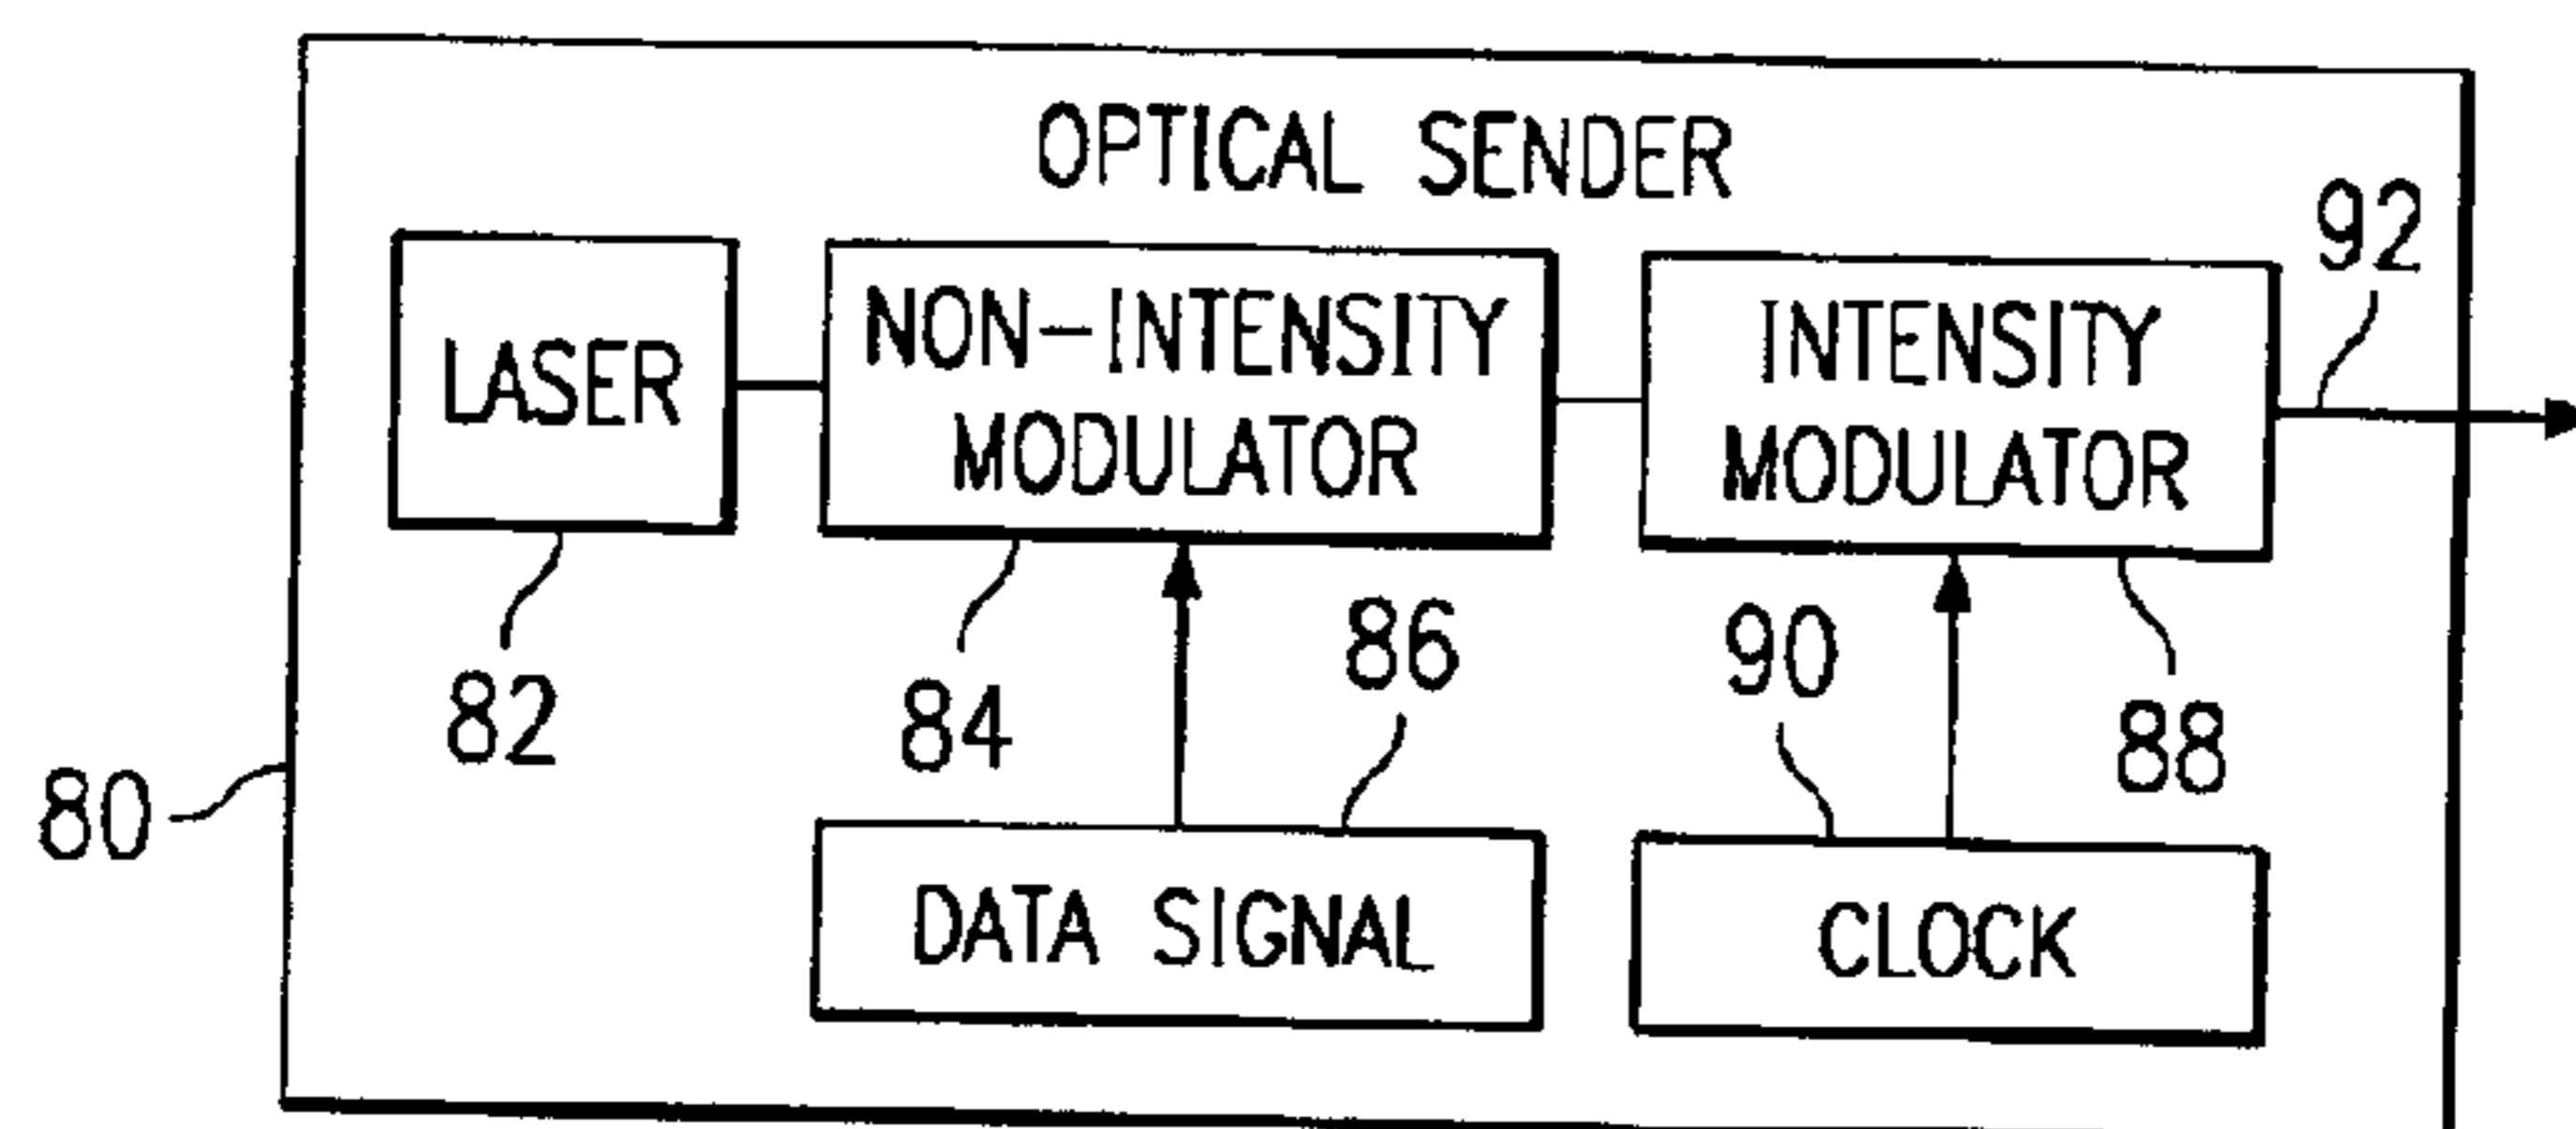 OPTICAL SENDER
92
LASER
NON-INTENSITY
MODULATOR
INTENSITY
MODULATOR
82
84
86
90
88
80
DATA SIGNAL
CLOCK